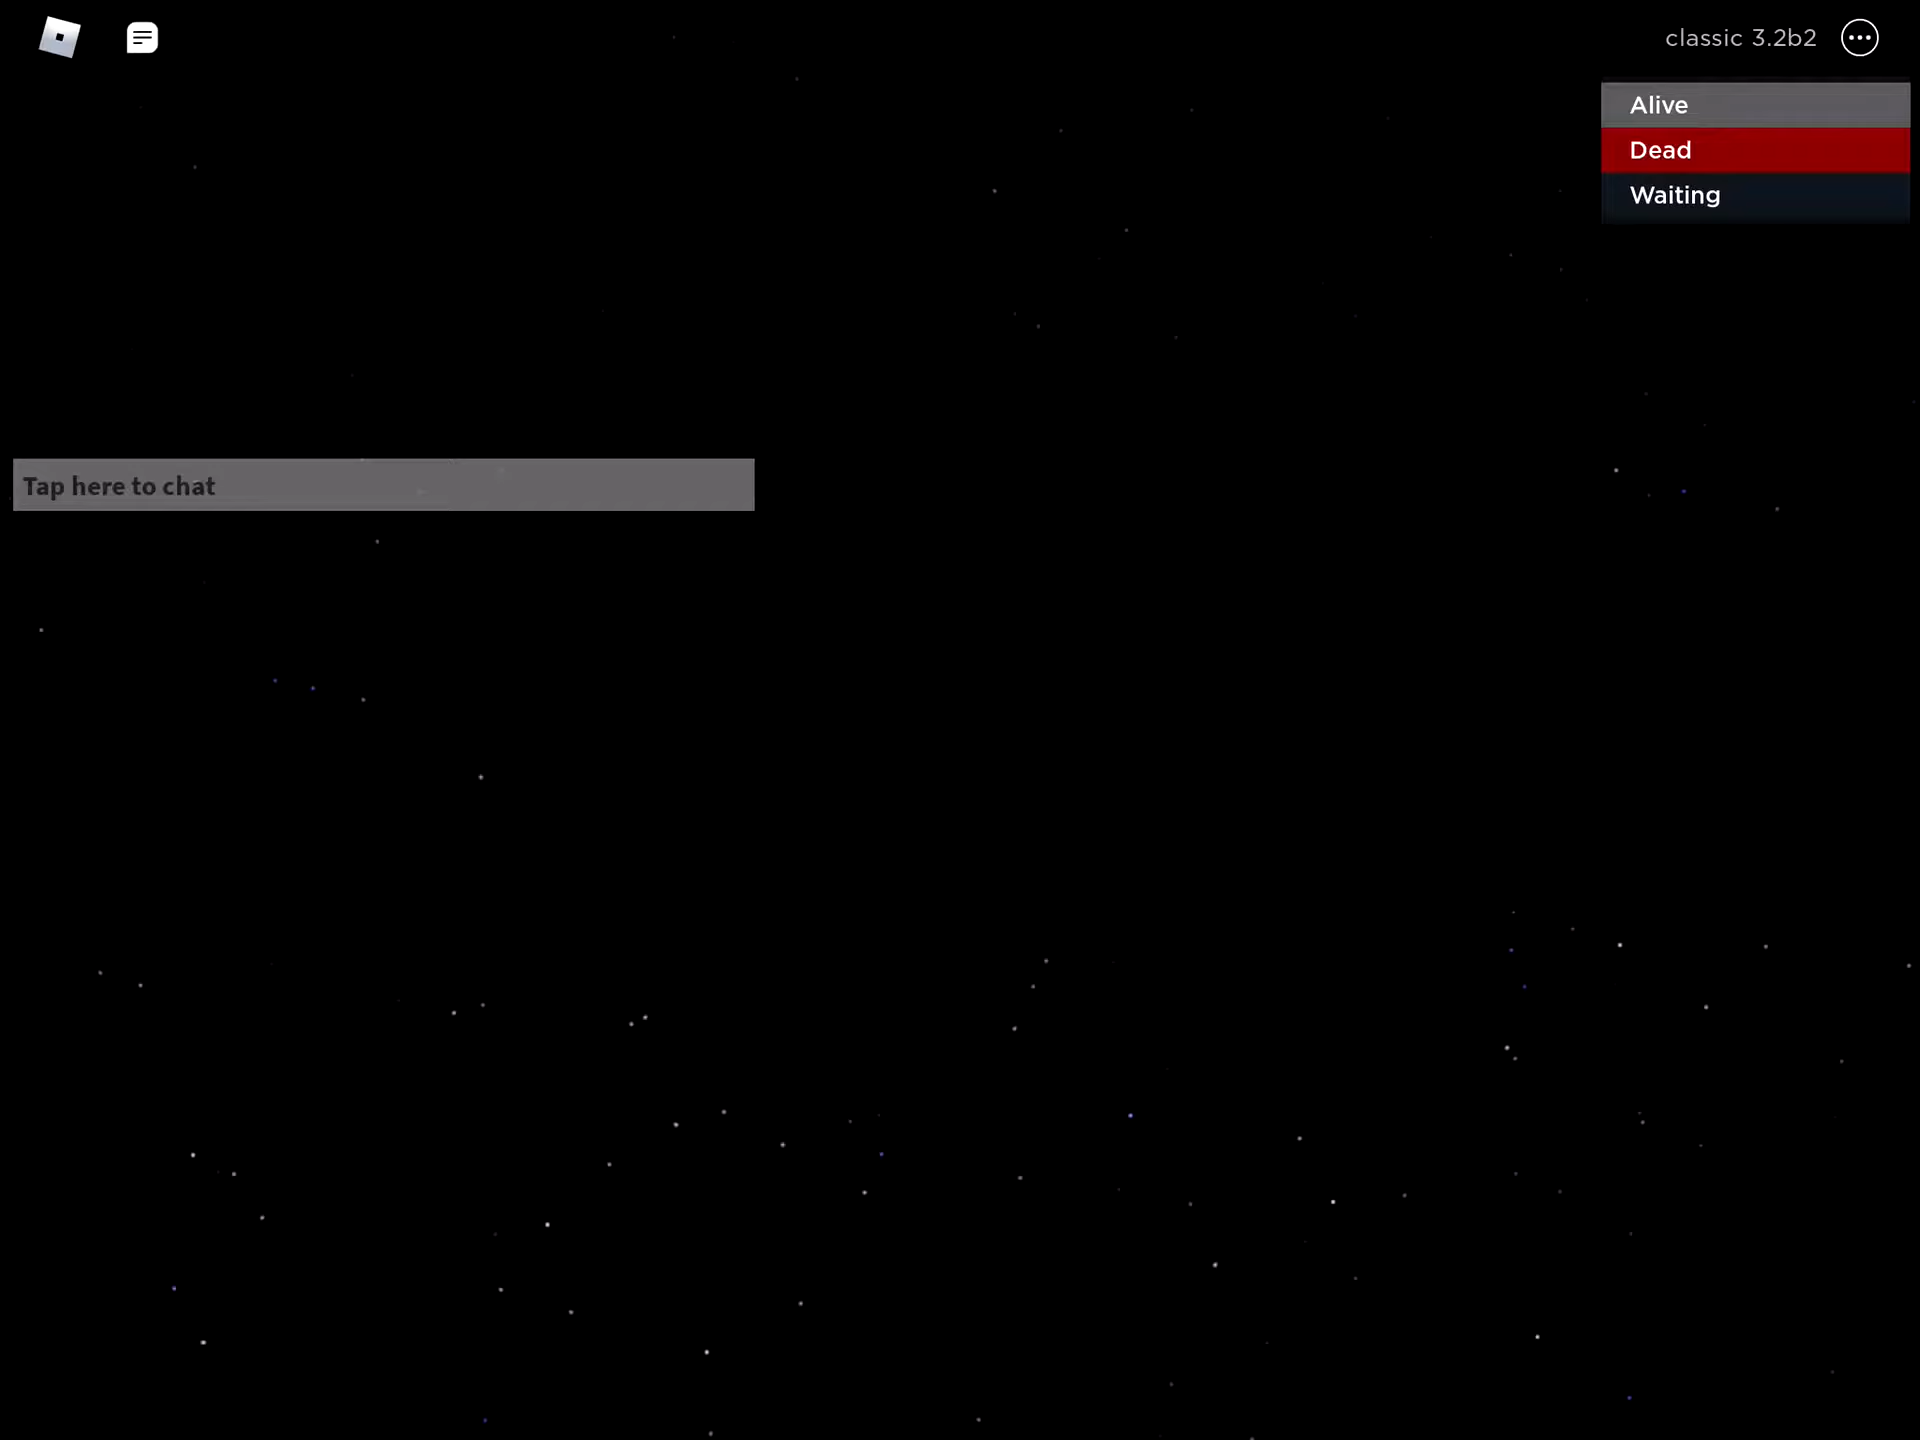 classic 3.2b2
Alive
Dead
Waiting
Tap here to chat